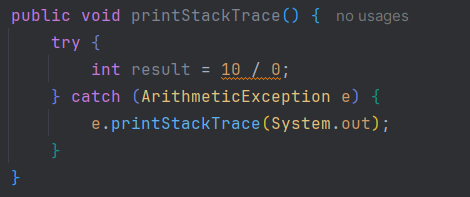 public void printStackTrace() { no usages
    try {
        int result = 10 / 0;
    } catch (ArithmeticException e) {
        e.printStackTrace(System.out);
    }
}